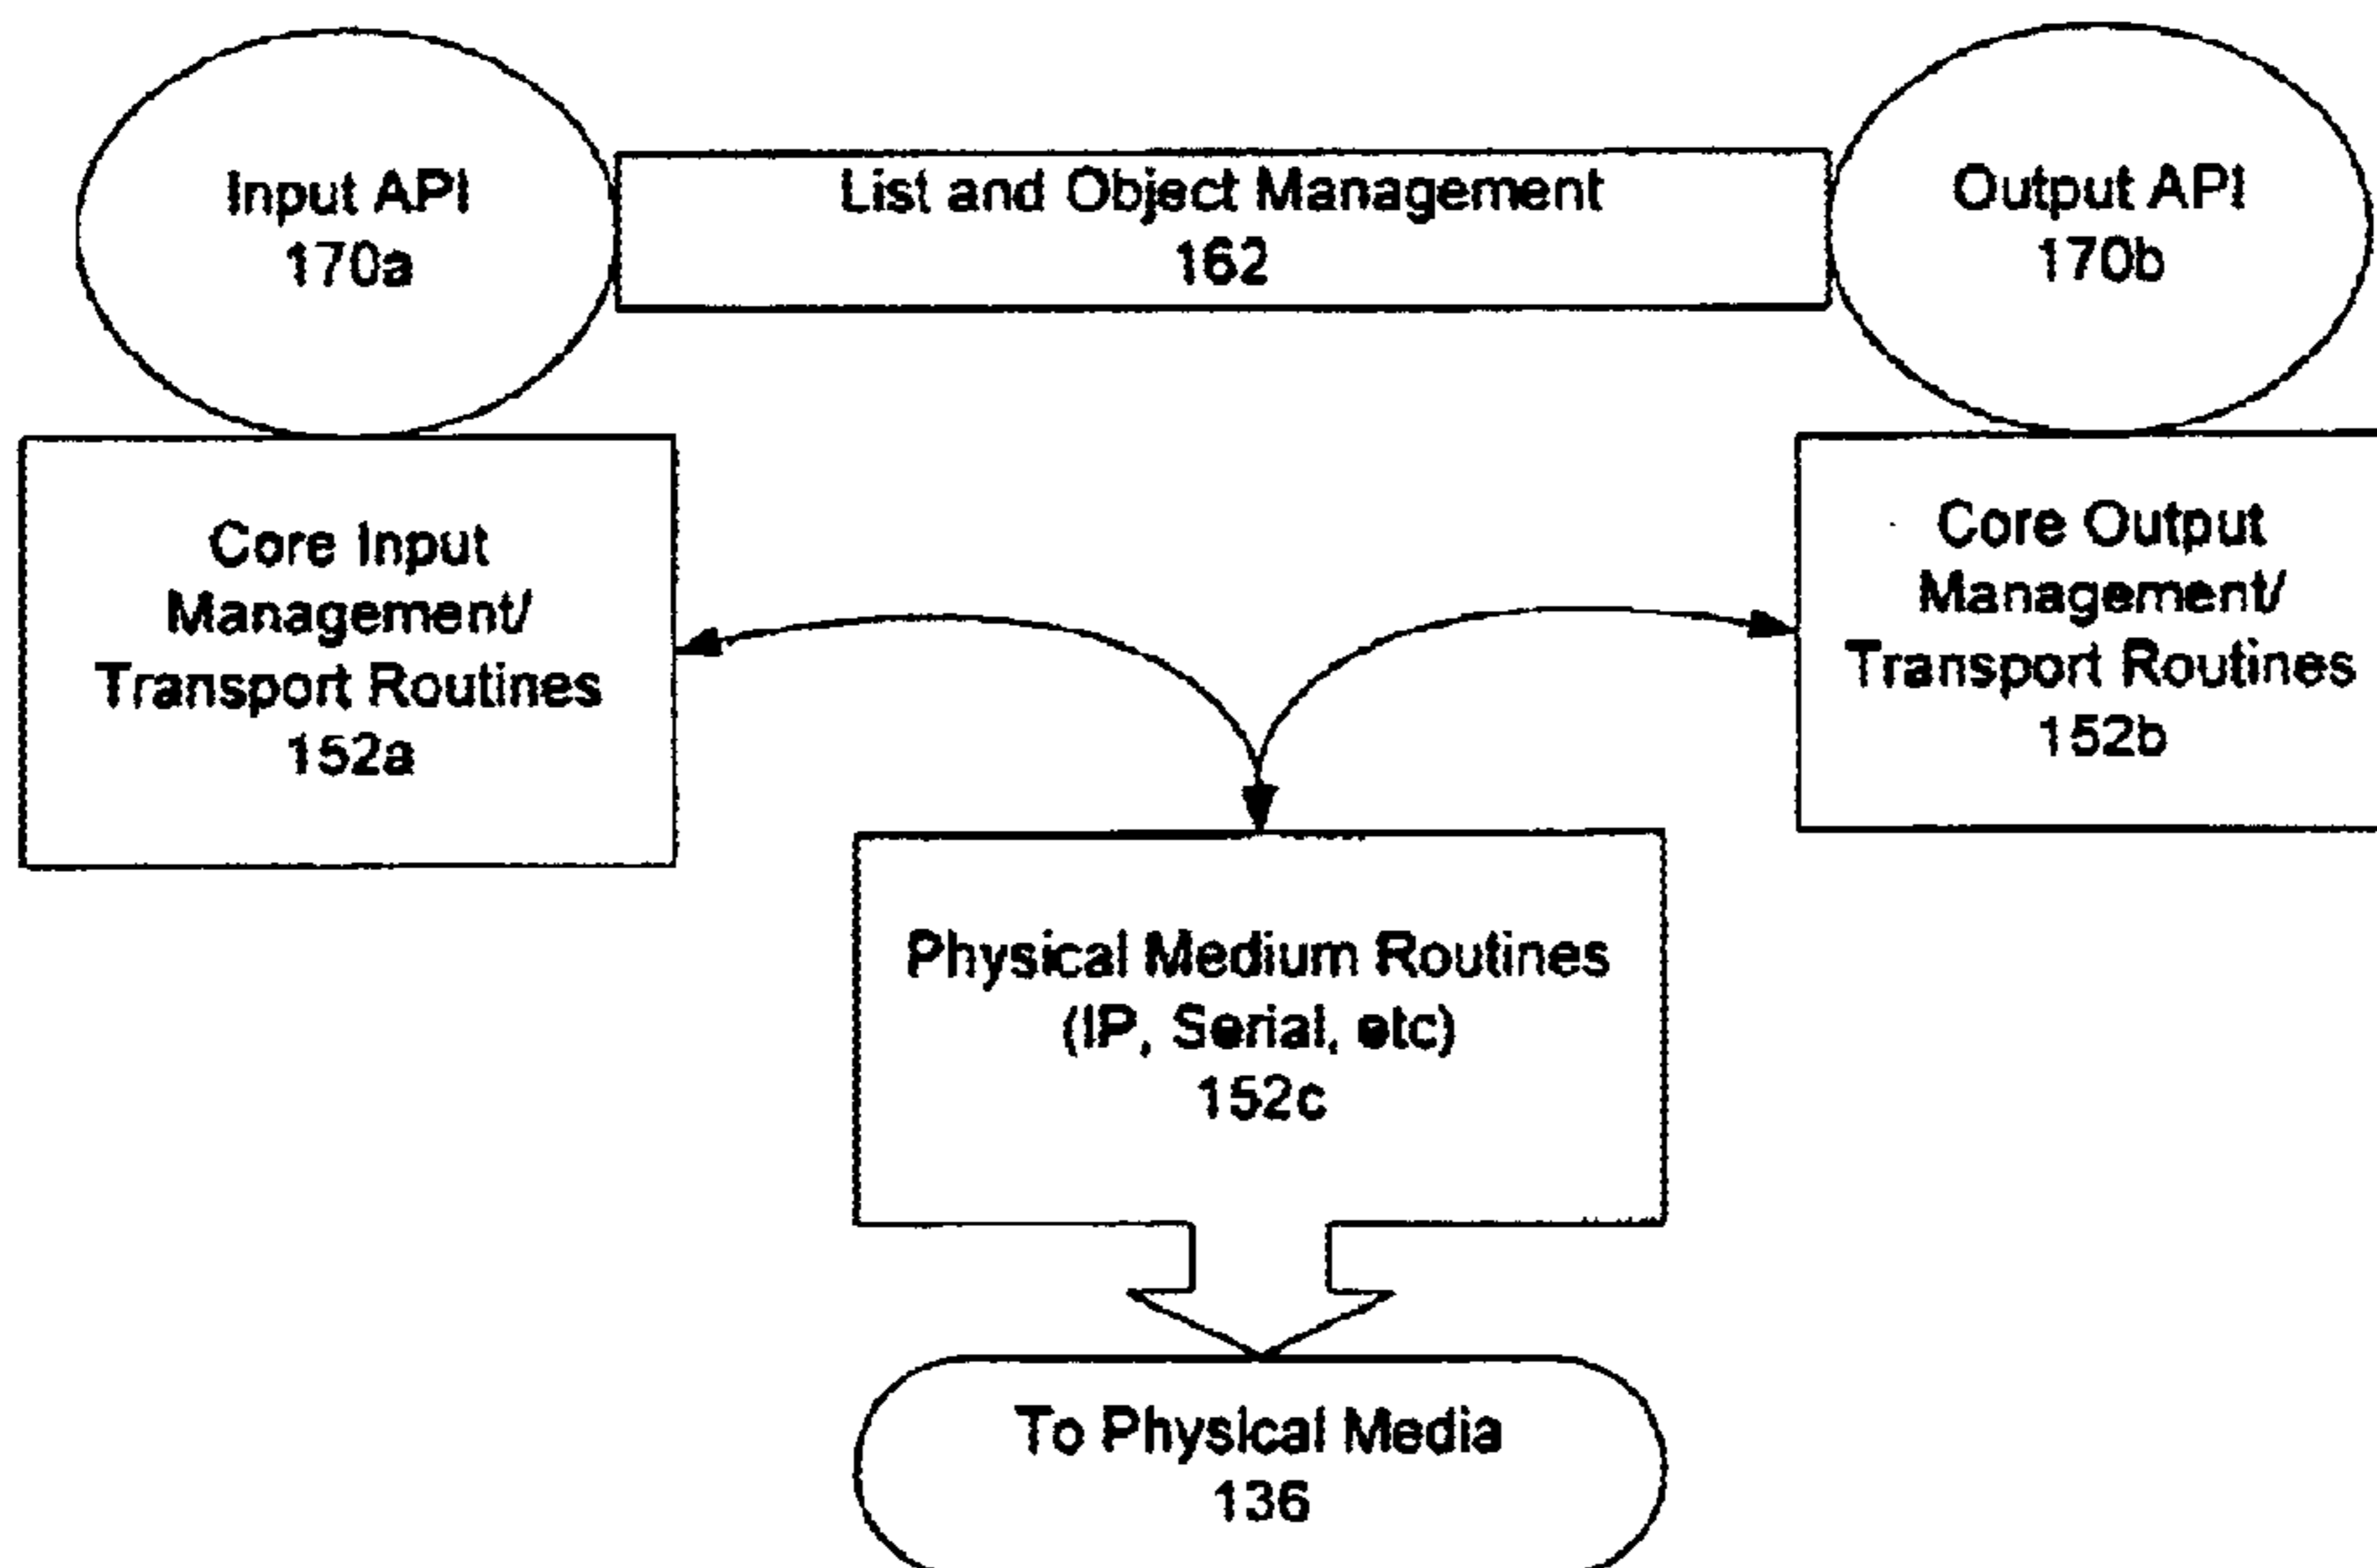 Input API
170a
List and Object Management
162
Output API
170b
Core Input
Management/
Transport Routines
152a
Core Output
Management/
Transport Routines
152b
Physical Medium Routines
(IP, Serial, etc)
152c
To Physical Media
136